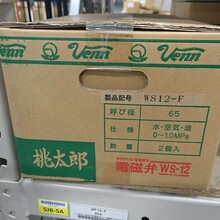 Venn Venn
製品記号 WS12-F
呼び径 65
仕様 水・空気・油
0~1.0MPa
数量 2個入
桃太郎
電磁弁 WS-12
SJB-5A
WS12-F